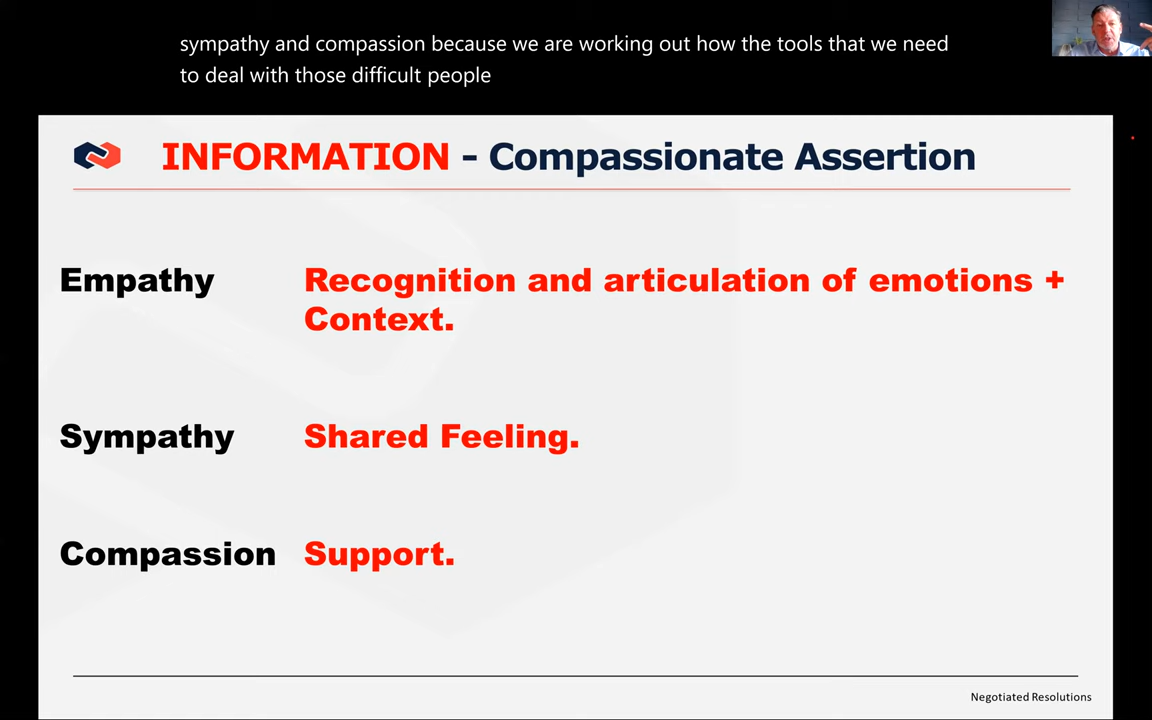 sympathy and compassion because we are working out how the tools that we need
to deal with those difficult people
INFORMATION - Compassionate Assertion
Empathy Recognition and articulation of emotions +
Context.
Sympathy Shared Feeling.
Compassion Support.
Negotiated Resolutions